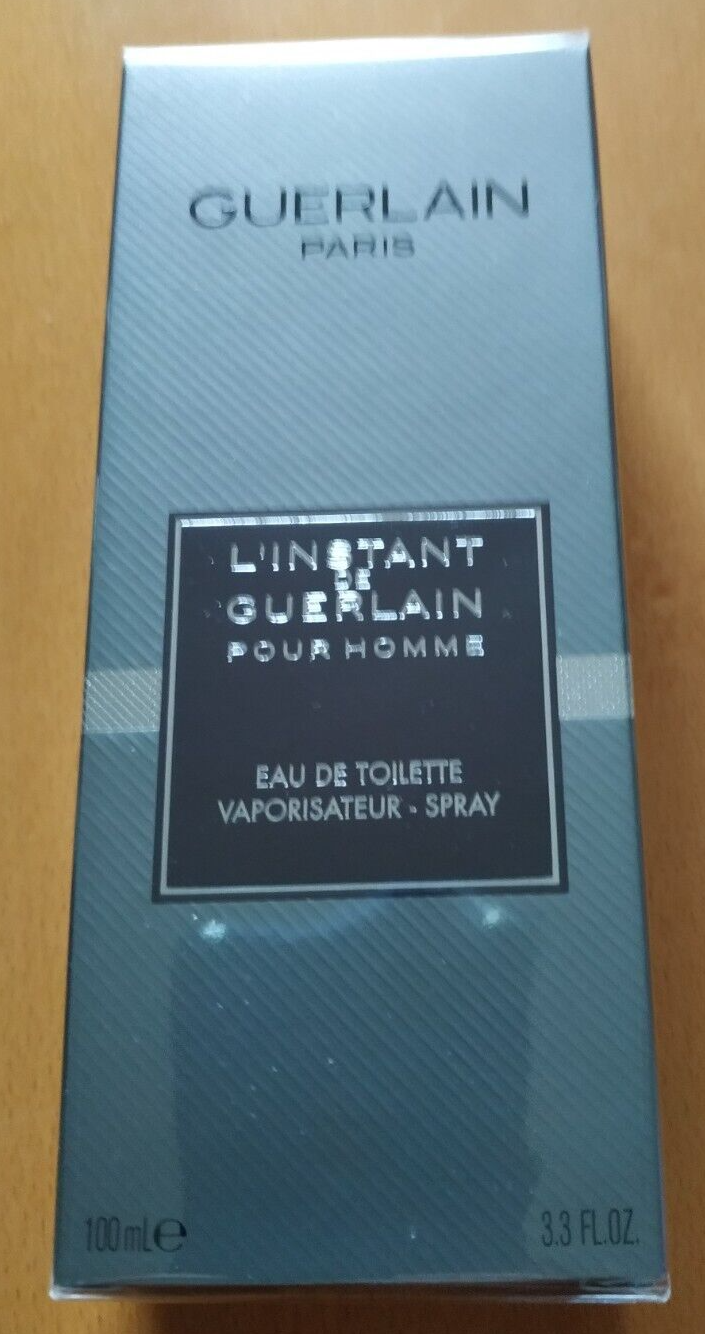 GUERLAIN
PARIS
L'INSTANT
DE
GUERLAIN
POUR HOMME
EAU DE TOILETTE
VAPORISATEUR - SPRAY
100 mL e
3.3 FL.OZ.